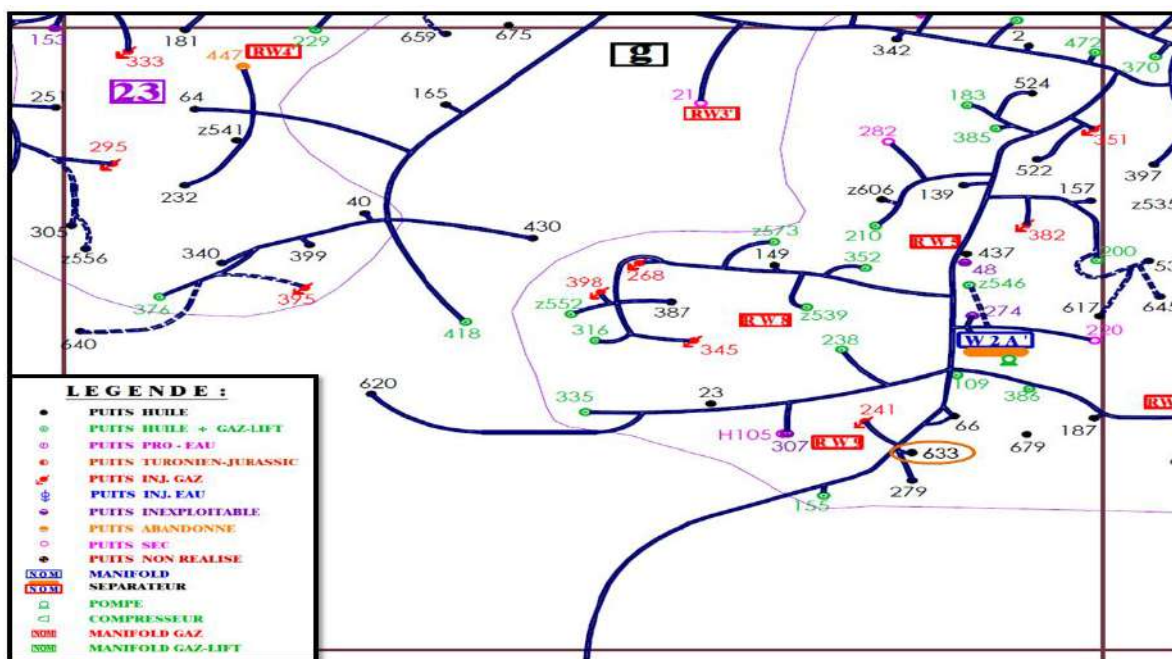 153
333
181
447
RW4'
229
659
675
g
342
2
472
370
23
251
64
z541
165
21
RW3'
183
524
385
351
295
232
282
522
397
z606
139
157
z535
305
z556
340
40
399
430
z573
210
RW5
437
382
149
352
48
200
376
395
398
268
z552
387
z539
z546
640
418
316
345
RW8
238
274
617
645
220
W2A'
620
335
23
109
386
RW
H105
307
241
RW9
66
679
187
633
279
155
LEGENDE :
PUITS HUILE
PUITS HUILE + GAZ-LIFT
PUITS PRO - EAU
PUITS TURONIEN-JURASSIC
PUITS INJ. GAZ
PUITS INJ. EAU
PUITS INEXPLOITABLE
PUITS ABANDONNE
PUITS SEC
PUITS NON REALISE
NOM MANIFOLD
NOM SEPARATEUR
POMPE
COMPRESSEUR
NOM MANIFOLD GAZ
NOM MANIFOLD GAZ-LIFT